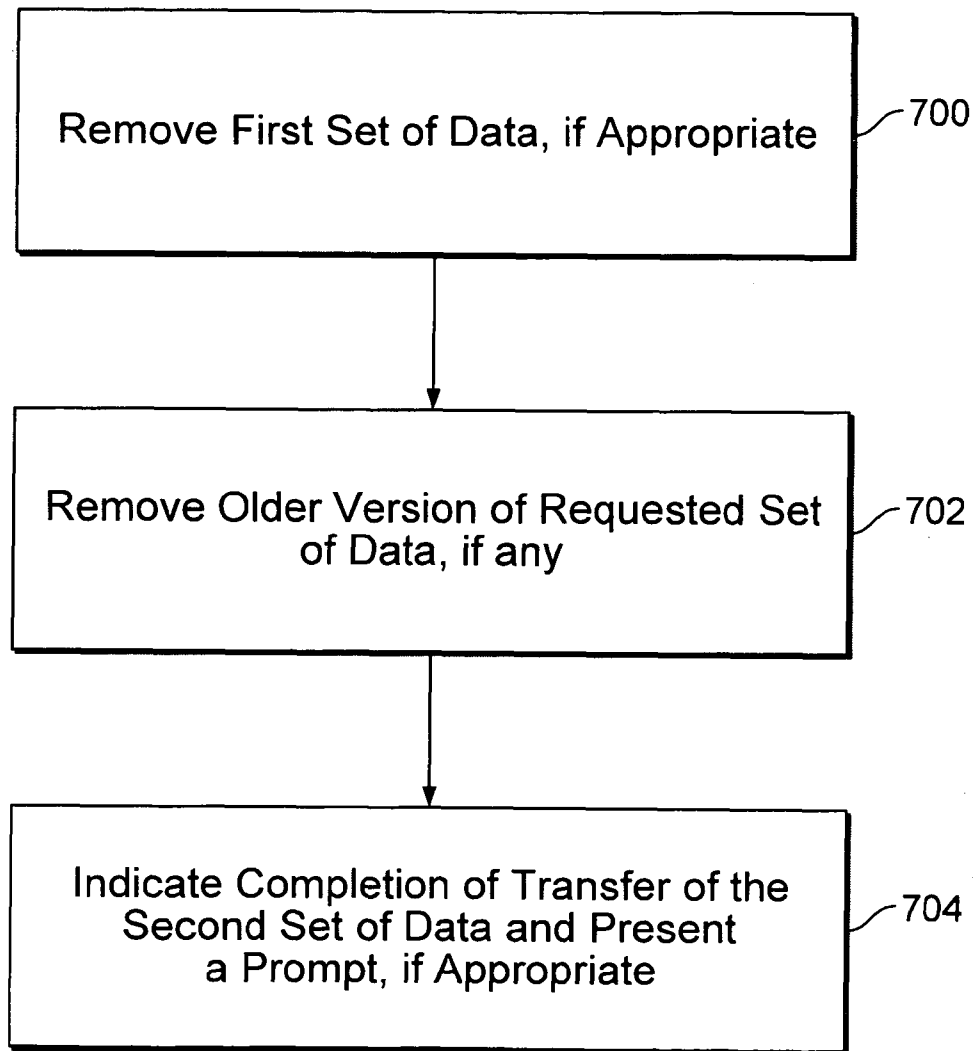 Remove First Set of Data, if Appropriate
700
Remove Older Version of Requested Set
of Data, if any
702
Indicate Completion of Transfer of the
Second Set of Data and Present
a Prompt, if Appropriate
704